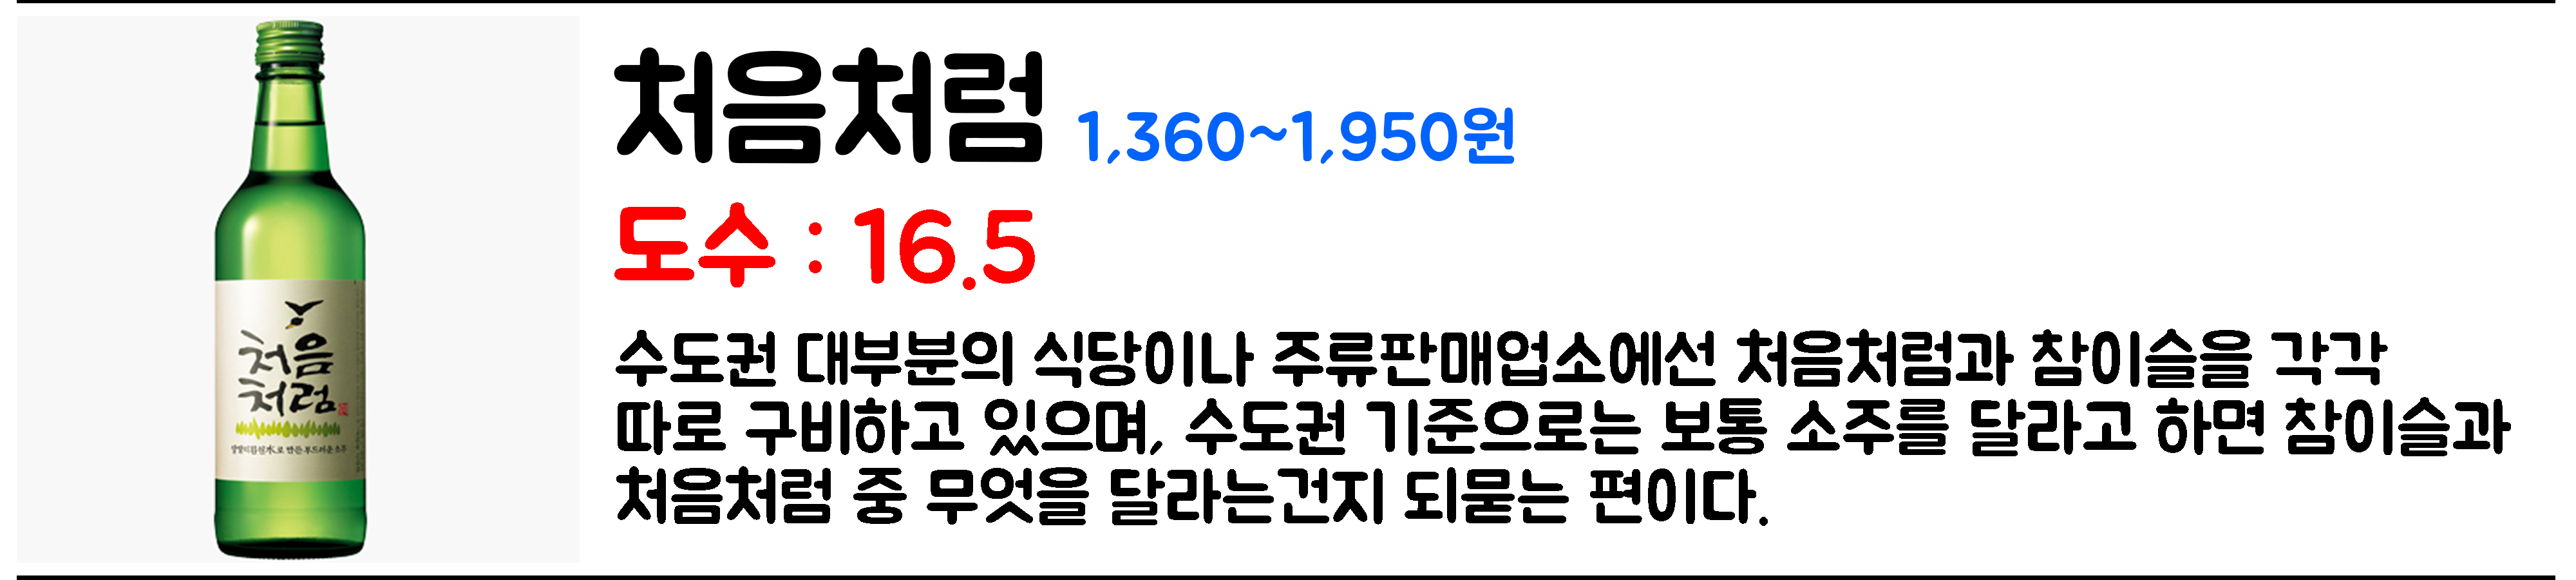 처음처럼 1,360~1,950원
도수 : 16.5
수도권 대부분의 식당이나 주류판매업소에선 처음처럼과 참이슬을 각각
따로 구비하고 있으며, 수도권 기준으로는 보통 소주를 달라고 하면 참이슬과
처음처럼 중 무엇을 달라는건지 되묻는 편이다.
처음
처럼